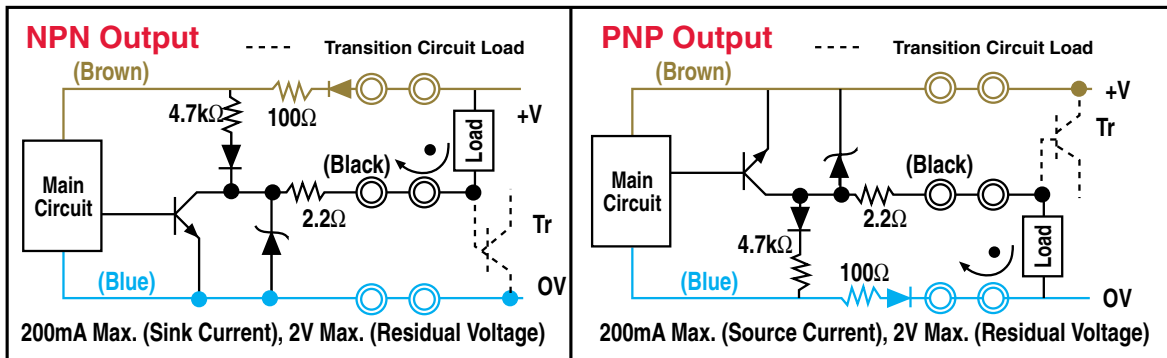 NPN Output
Transition Circuit Load
(Brown)
4.7kΩ
100Ω
+V
Load
(Black)
Main
Circuit
2.2Ω
Tr
(Blue)
OV
200mA Max. (Sink Current), 2V Max. (Residual Voltage)
PNP Output
Transition Circuit Load
(Brown)
+V
Tr
(Black)
Main
Circuit
2.2Ω
4.7kΩ
Load
(Blue)
100Ω
OV
200mA Max. (Source Current), 2V Max. (Residual Voltage)